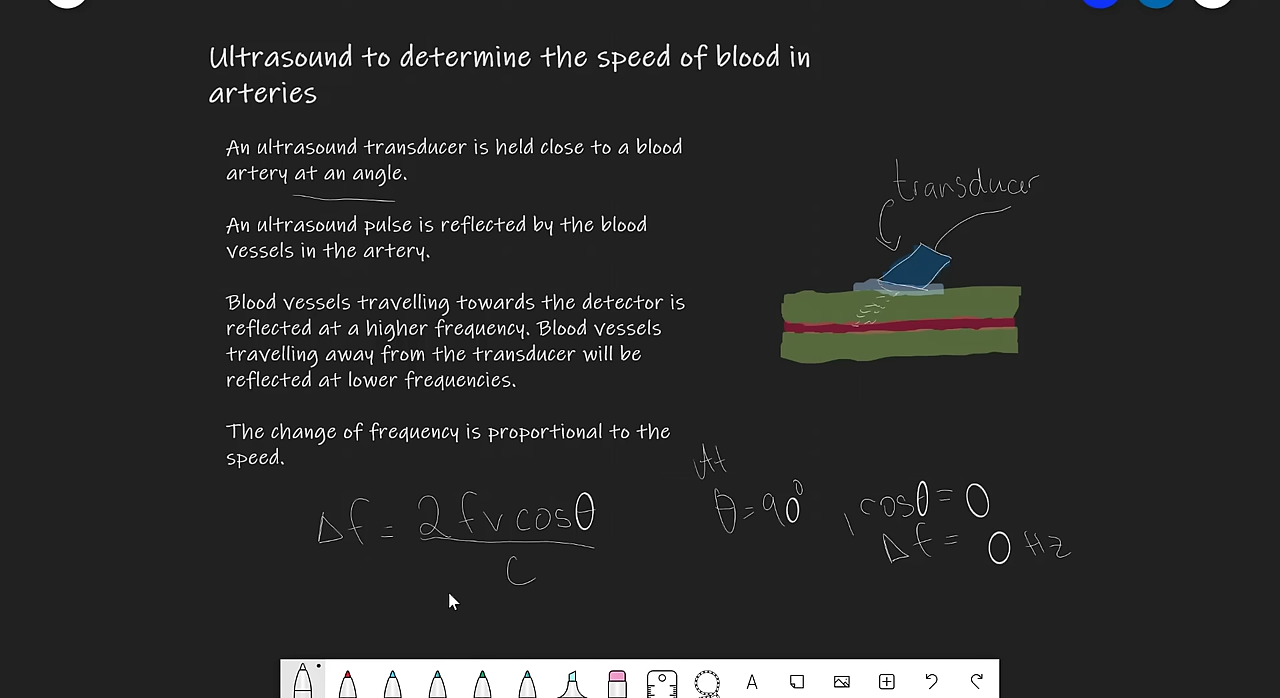 Ultrasound to determine the speed of blood in
arteries
An ultrasound transducer is held close to a blood
artery at an angle.
An ultrasound pulse is reflected by the blood
vessels in the artery.
Blood vessels travelling towards the detector is
reflected at a higher frequency. Blood vessels
travelling away from the transducer will be
reflected at lower frequencies.
The change of frequency is proportional to the
speed.
transducer
Δf = 2fvcosθ
c
At
θ=90° , cosθ = 0
Δf = 0 Hz
A